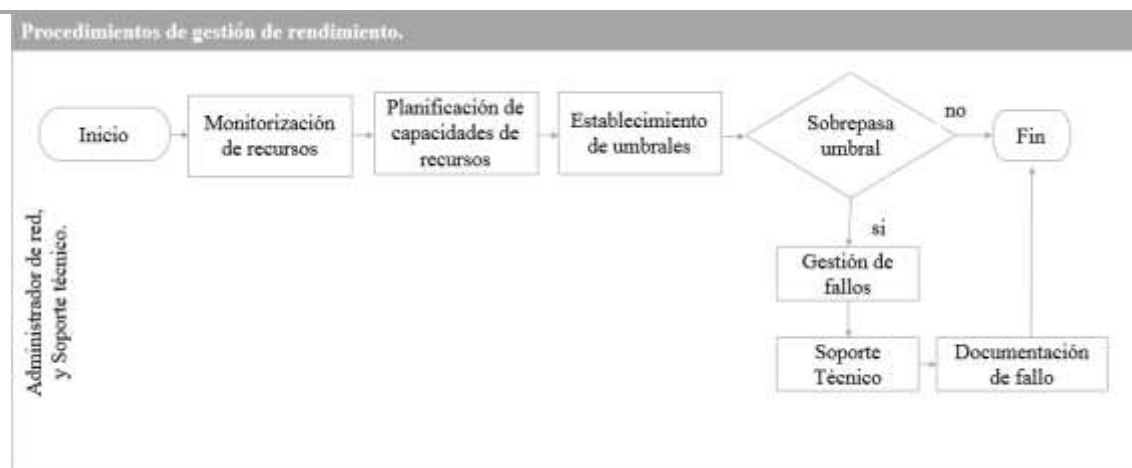 Procedimientos de gestión de rendimiento.
Inicio
Monitorización
de recursos
Planificación de
capacidades de
recursos
Establecimiento
de umbrales
Sobrepasa
umbral
no
Fin
si
Gestión de
fallos
Soporte
Técnico
Documentación
de fallo
Administrador de red,
y Soporte técnico.